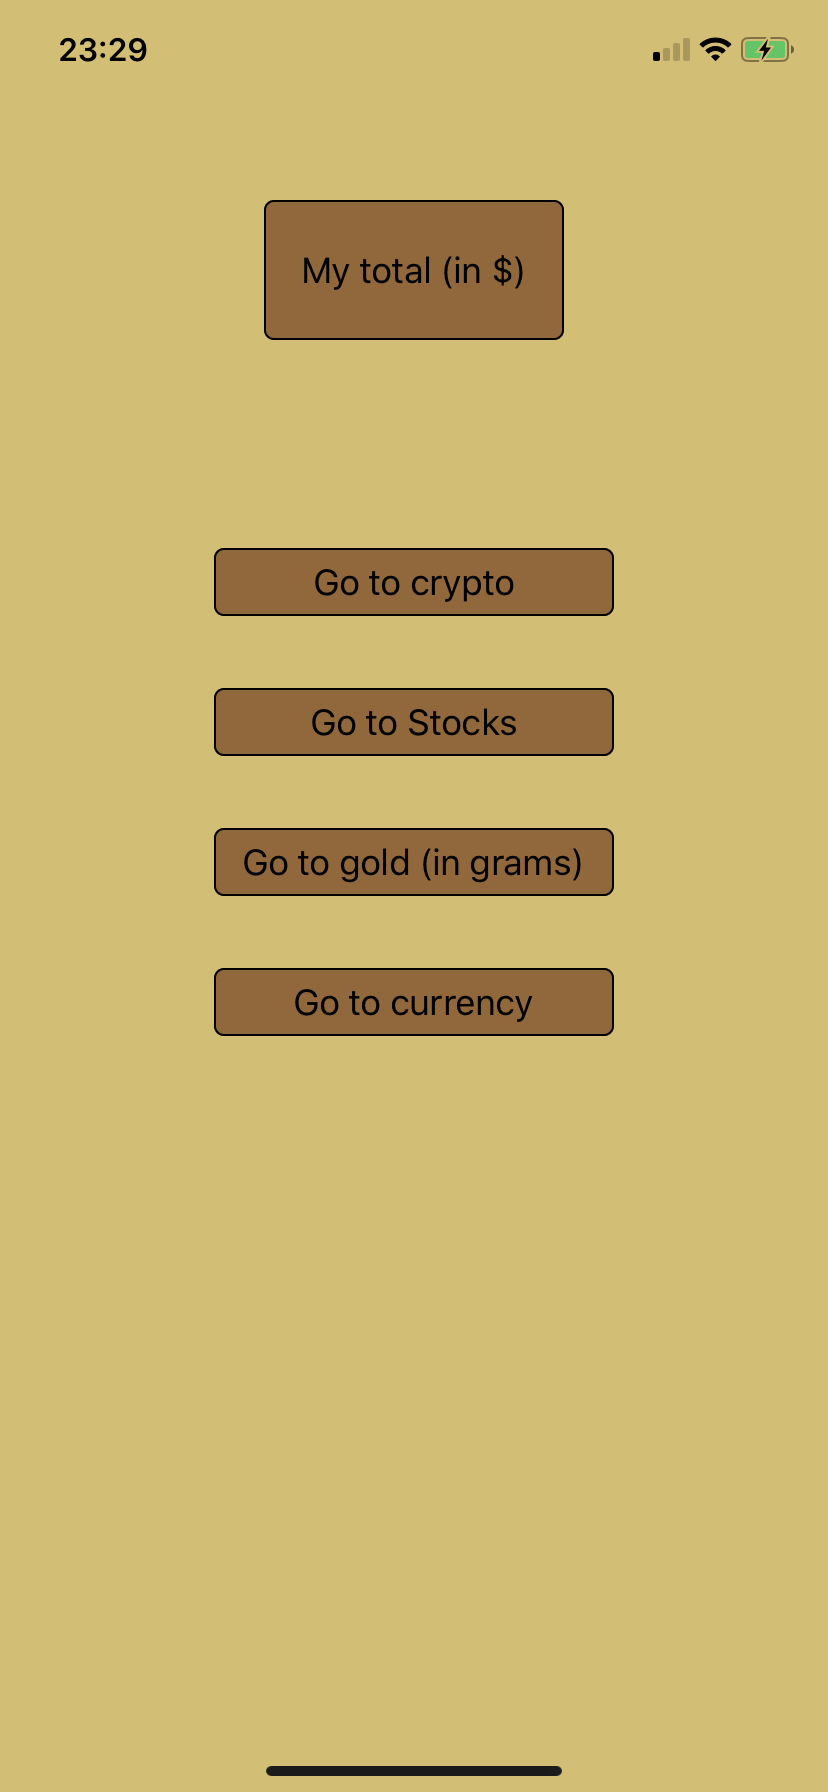 23:29
My total (in $)
Go to crypto
Go to Stocks
Go to gold (in grams)
Go to currency